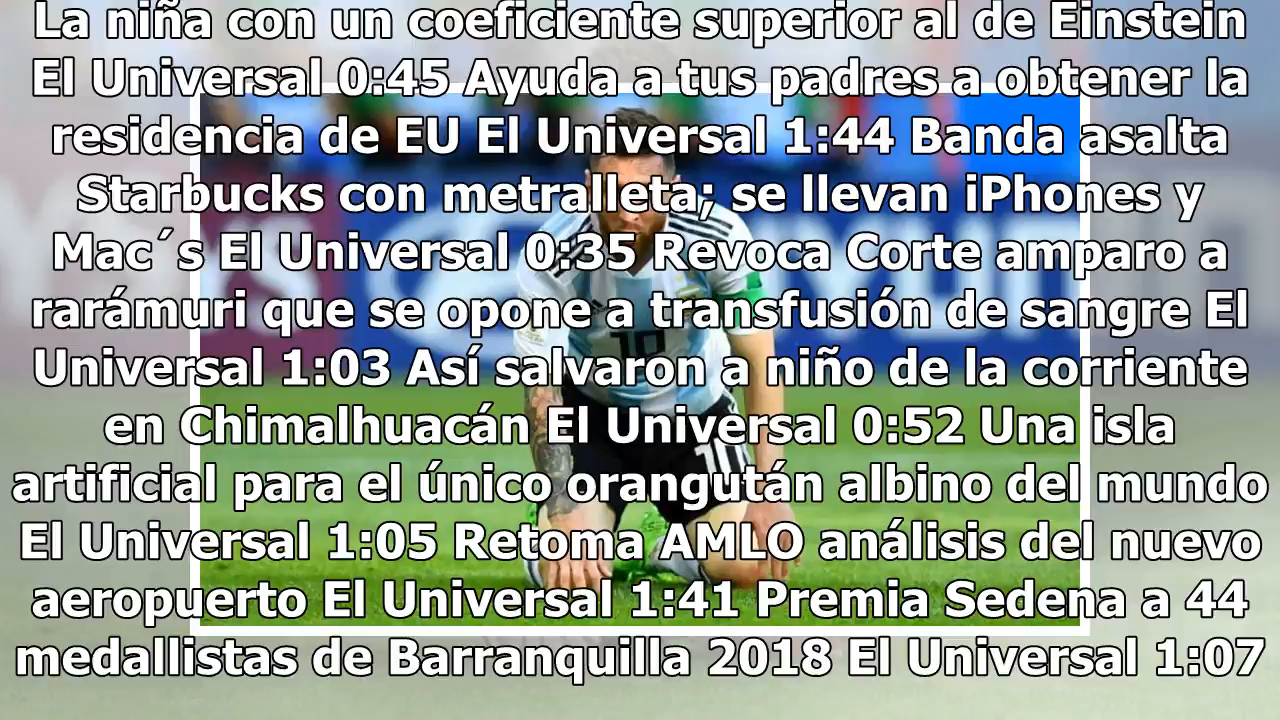 La niña con un coeficiente superior al de Einstein
El Universal 0:45 Ayuda a tus padres a obtener la
residencia de EU El Universal 1:44 Banda asalta
Starbucks con metralleta; se llevan iPhones y
Mac´s El Universal 0:35 Revoca Corte amparo a
rarámuri que se opone a transfusión de sangre El
Universal 1:03 Así salvaron a niño de la corriente
en Chimalhuacán El Universal 0:52 Una isla
artificial para el único orangután albino del mundo
El Universal 1:05 Retoma AMLO análisis del nuevo
aeropuerto El Universal 1:41 Premia Sedena a 44
medallistas de Barranquilla 2018 El Universal 1:07
10
10